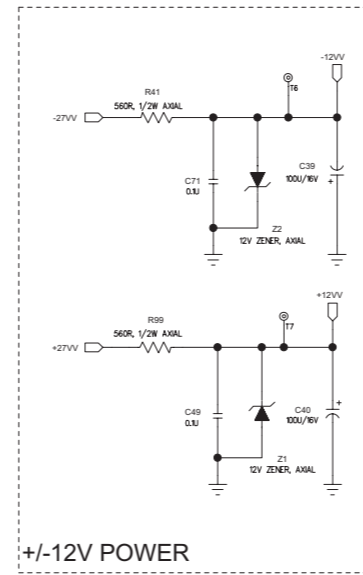 -12VV
T6
R41
560R, 1/2W AXIAL
-27VV
C71
0.1U
C39
100U/16V
+
Z2
12V ZENER, AXIAL
+12VV
T7
R99
560R, 1/2W AXIAL
+27VV
C49
0.1U
C40
100U/16V
+
Z1
12V ZENER, AXIAL
+/-12V POWER